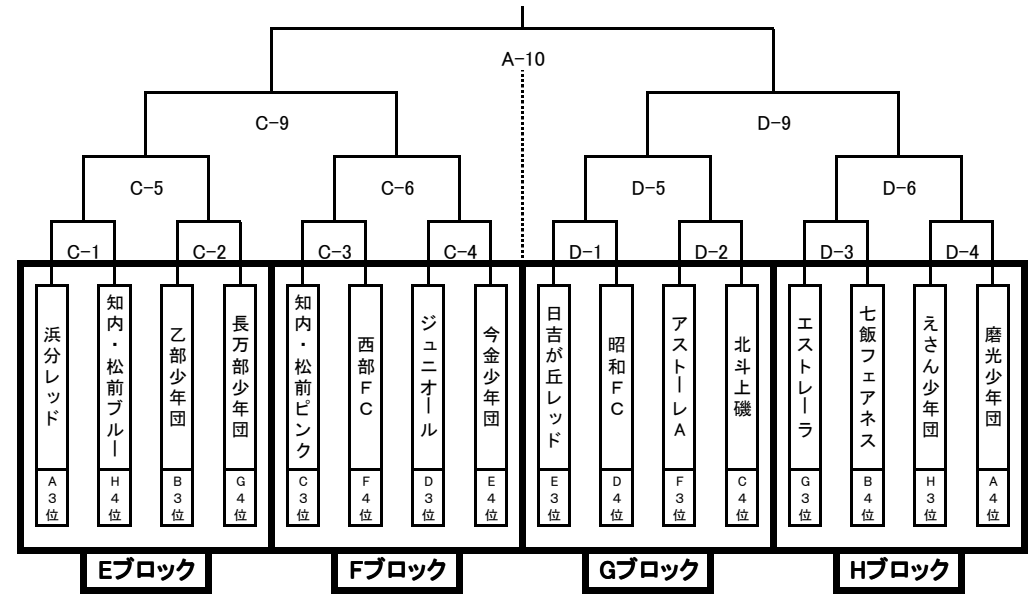 A-10
C-9
D-9
C-5
C-6
D-5
D-6
C-1
C-2
C-3
C-4
D-1
D-2
D-3
D-4
浜分レッド
知内・松前ブルー
乙部少年団
長万部少年団
知内・松前ピンク
西部FC
ジュニオール
今金少年団
日吉が丘レッド
昭和FC
アストーレA
北斗上磯
エストレーラ
七飯フェアネス
えさん少年団
磨光少年団
A3位
H4位
B3位
G4位
C3位
F4位
D3位
E4位
E3位
D4位
F3位
C4位
G3位
B4位
H3位
A4位
Eブロック
Fブロック
Gブロック
Hブロック